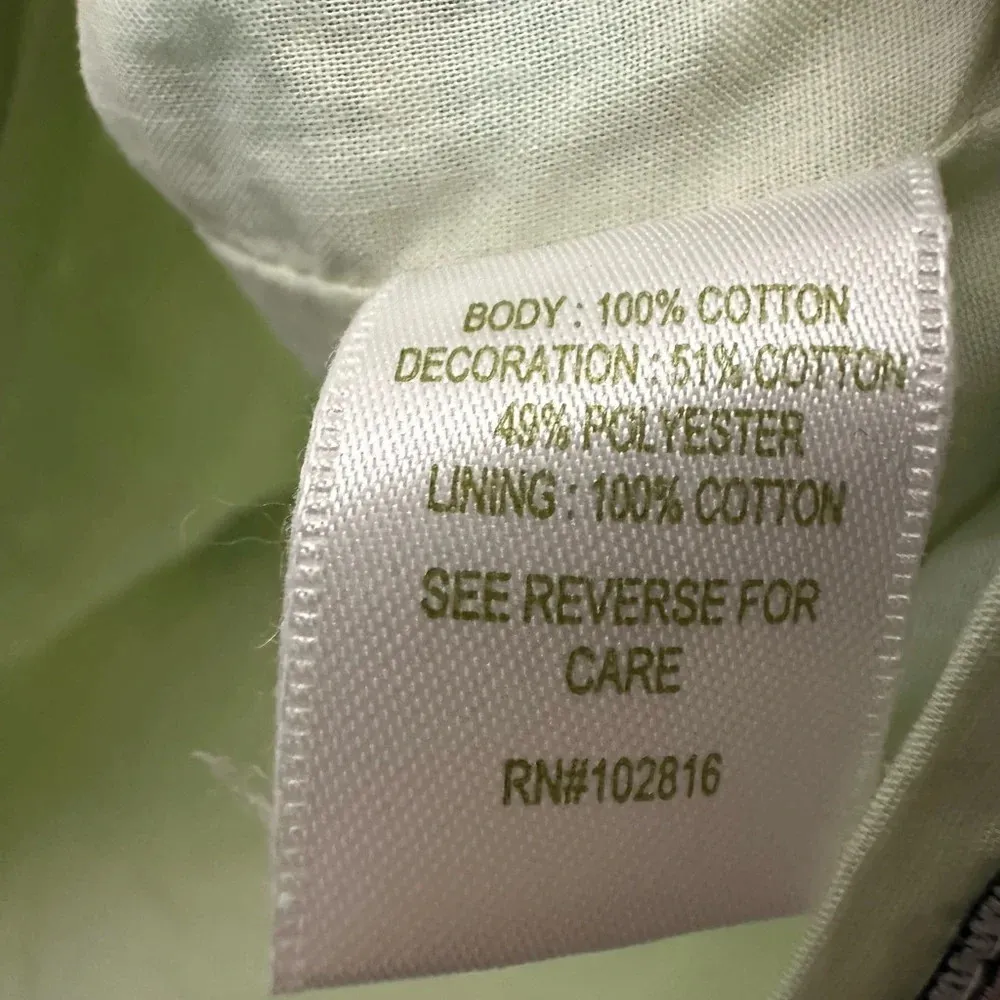 BODY : 100% COTTON
DECORATION : 51% COTTON
49% POLYESTER
LINING : 100% COTTON
SEE REVERSE FOR
CARE
RN#102816